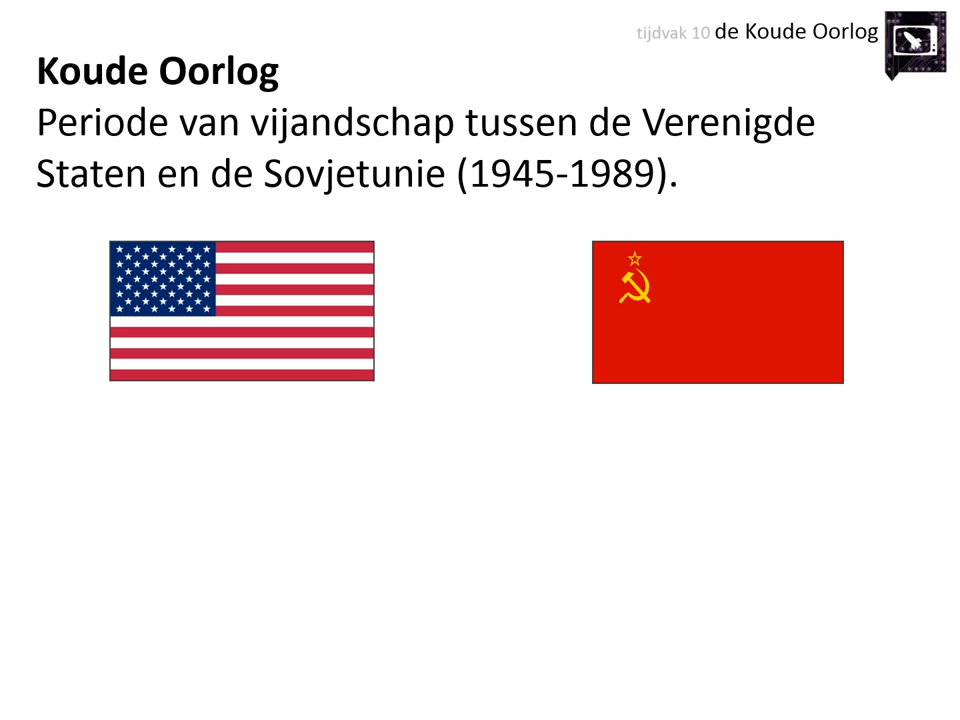 tijdvak 10 de Koude Oorlog
Koude Oorlog
Periode van vijandschap tussen de Verenigde
Staten en de Sovjetunie (1945-1989).